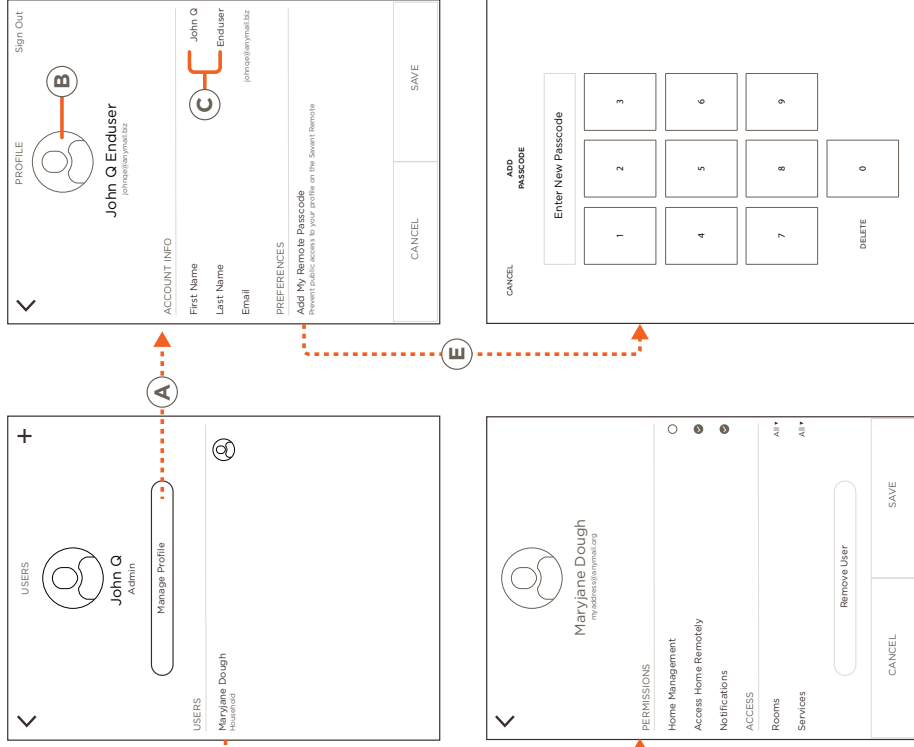 USERS
+
John Q
Admin
Manage Profile
USERS
Maryjane Dough
Household
A
PROFILE
Sign Out
B
John Q Enduser
johnqe@anymail.biz
ACCOUNT INFO
First Name John Q
Last Name Enduser
Email johnqe@anymail.biz
C
PREFERENCES
Add My Remote Passcode
Prevent public access to your profile on the Savant Remote
CANCEL SAVE
E
Maryjane Dough
myaddress@anymail.org
PERMISSIONS
Home Management
Access Home Remotely
Notifications
ACCESS
Rooms All ▾
Services All ▾
Remove User
CANCEL SAVE
CANCEL
ADD
PASSCODE
Enter New Passcode
1 2 3
4 5 6
7 8 9
DELETE 0